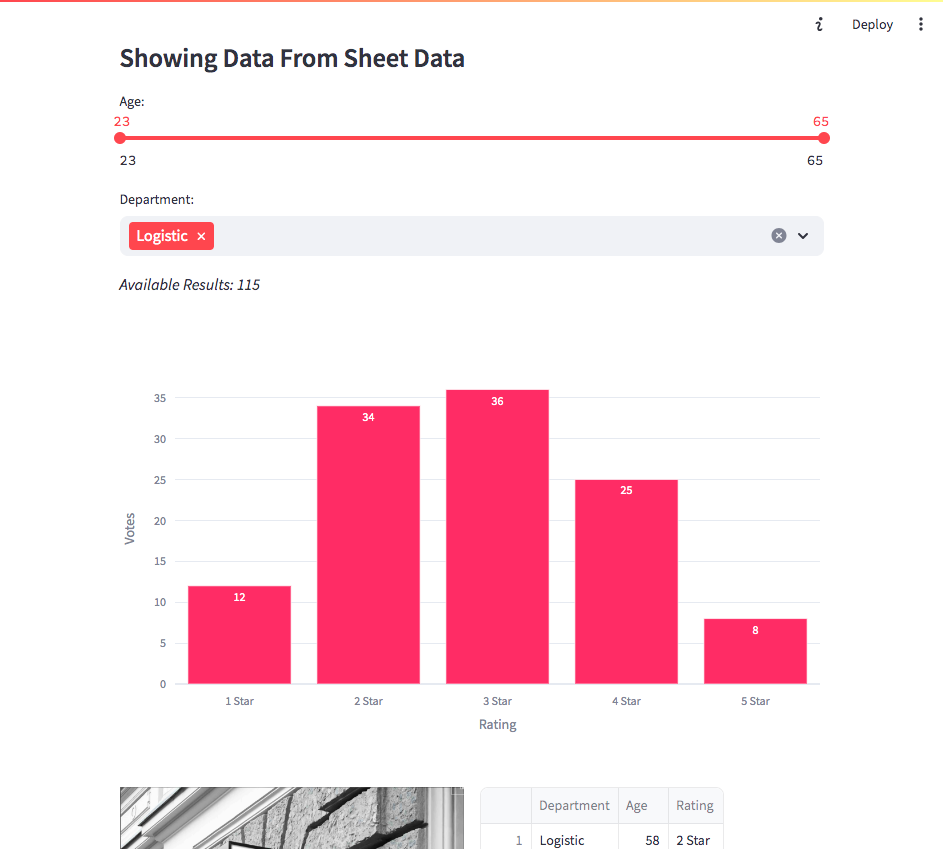 Deploy
Showing Data From Sheet Data
Age:
23 65
23 65
Department:
Logistic
Available Results: 115
35
30
25
20
15
10
5
0
Votes
12
34
36
25
8
1 Star 2 Star 3 Star 4 Star 5 Star
Rating
Department Age Rating
1 Logistic 58 2 Star